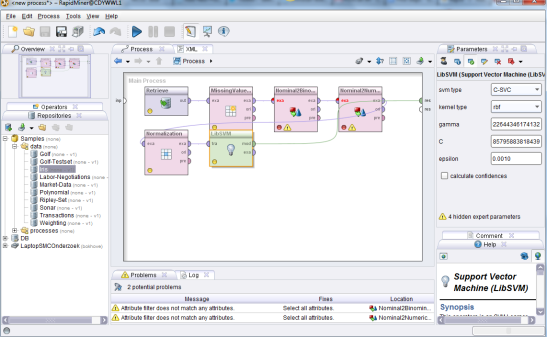 <new process*> – RapidMiner@CDYWWL1
File Edit Process Tools View Help
Overview
Process
XML
Parameters
Process
Main Process
Retrieve
MissingValue...
Nominal2Bino...
Nominal2Num...
inp
out
exa
exa
exa
exa
exa
exa
res
ori
ori
ori
res
pre
pre
pre
Normalization
LibSVM
exa
exa
tra
mod
ori
exa
pre
Operators
Repositories
Samples (none)
data (none)
Golf (none - v1)
Golf-Testset (none - v1)
(none - v1)
Labor-Negotiations (none
Market-Data (none - v1)
Polynomial (none - v1)
Ripley-Set (none - v1)
Sonar (none - v1)
Transactions (none - v1)
Weighting (none - v1)
processes (none)
DB
LaptopSMCOnderzoek
LibSVM (Support Vector Machine (LibSV
svm type
C-SVC
kernel type
rbf
gamma
22644346174132
C
85795883818439
epsilon
0.0010
calculate confidences
4 hidden expert parameters
Comment
Help
Support Vector
Machine (LibSVM)
Synopsis
Problems
Log
2 potential problems
Message
Fixes
Location
Attribute filter does not match any attributes.
Select all attributes.
Nominal2Binomin...
Attribute filter does not match any attributes.
Select all attributes.
Nominal2Numeric...